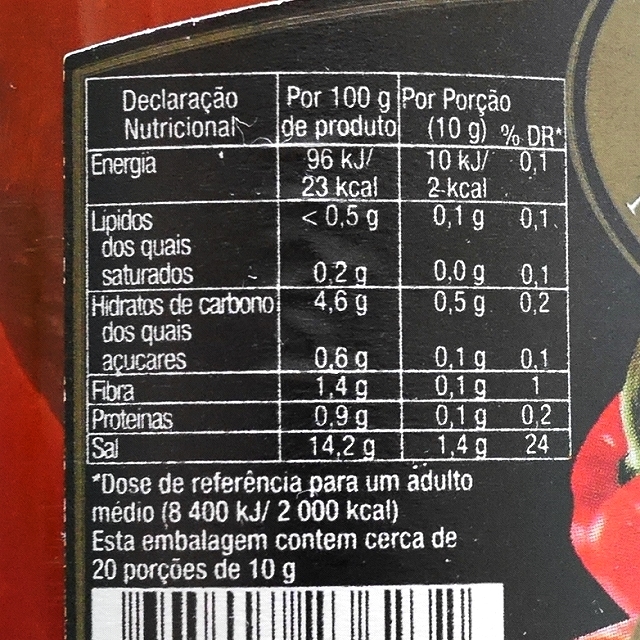 Declaração Nutricional Por 100 g de produto Por Porção (10 g) % DR*
Energia 96 kJ/ 23 kcal 10 kJ/ 2 kcal 0,1
Lipidos < 0,5 g 0,1 g 0,1
dos quais
saturados 0,2 g 0,0 g 0,1
Hidratos de carbono 4,6 g 0,5 g 0,2
dos quais
açucares 0,6 g 0,1 g 0,1
Fibra 1,4 g 0,1 g 1
Proteinas 0,9 g 0,1 g 0,2
Sal 14,2 g 1,4 g 24
*Dose de referência para um adulto
médio (8 400 kJ/ 2 000 kcal)
Esta embalagem contem cerca de
20 porções de 10 g